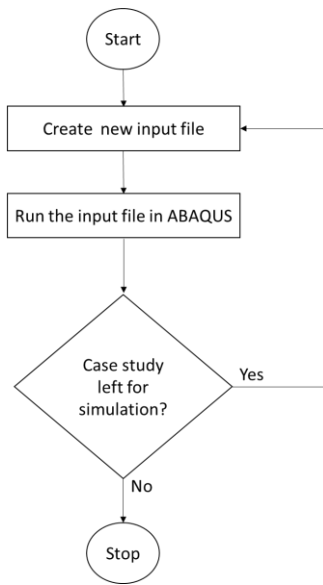 Start
Create new input file
Run the input file in ABAQUS
Case study
left for
simulation?
Yes
No
Stop